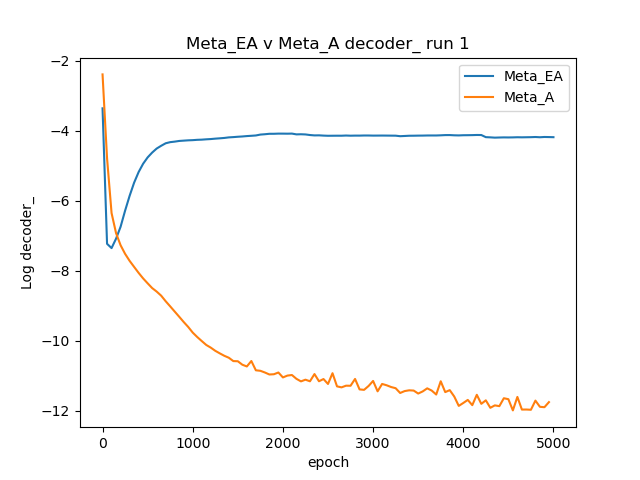 Meta_EA v Meta_A decoder_ run 1
Meta_EA
Meta_A
Log decoder_
−2
−4
−6
−8
−10
−12
0
1000
2000
3000
4000
5000
epoch